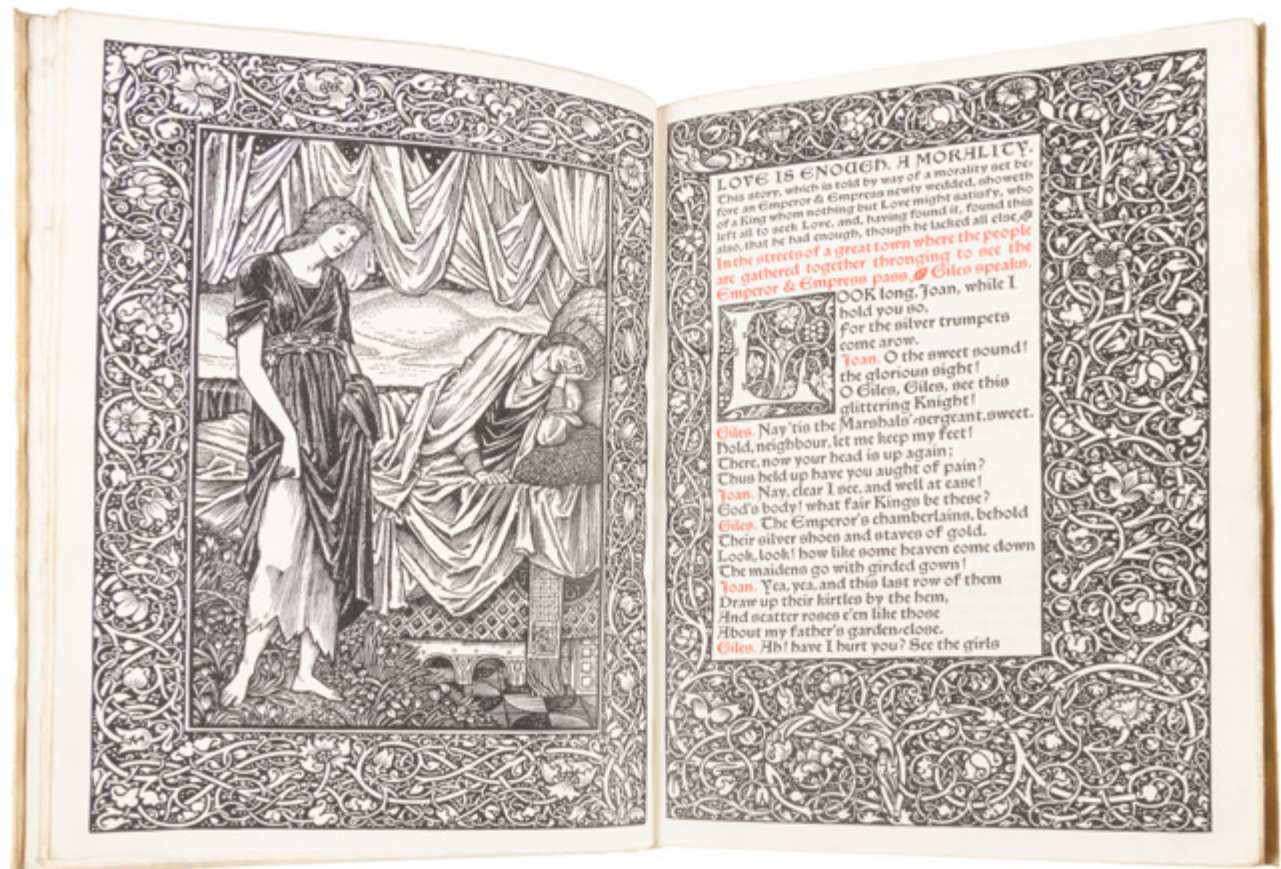 LOVE IS ENOUGH. A MORALITY.
This story, which is told by way of a morality set be-
fore an Emperor & Empress newly wedded, showeth
of a King whom nothing but Love might satisfy, who
left all to seek Love, and, having found it, found this
also, that he had enough, though he lacked all else.
In the streets of a great town where the people
are gathered together thronging to see the
Emperor & Empress pass. Giles speaks.
LOOK long, Joan, while I
hold you so,
For the silver trumpets
come arow.
Joan. O the sweet sound!
the glorious sight!
O Giles, Giles, see this
glittering Knight!
Giles. Nay 'tis the Marshals'-sergeant, sweet.
Hold, neighbour, let me keep my feet!
There, now your head is up again;
Thus held up have you aught of pain?
Joan. Nay, clear I see, and well at ease!
God's body! what fair Kings be these?
Giles. The Emperor's chamberlains, behold
Their silver shoes and staves of gold.
Look, look! how like some heaven come down
The maidens go with girded gown!
Joan. Yea, yea, and this last row of them
Draw up their kirtles by the hem,
And scatter roses e'en like those
About my father's garden-close.
Giles. Ah! have I hurt you? See the girls